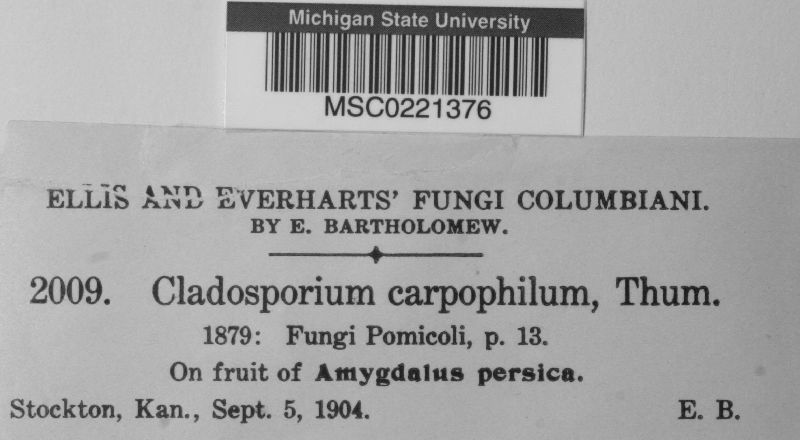 Michigan State University
MSC0221376
ELLIS AND EVERHARTS' FUNGI COLUMBIANI.
BY E. BARTHOLOMEW.
2009. Cladosporium carpophilum, Thum.
1879: Fungi Pomicoli, p. 13.
On fruit of Amygdalus persica.
Stockton, Kan., Sept. 5, 1904. E. B.